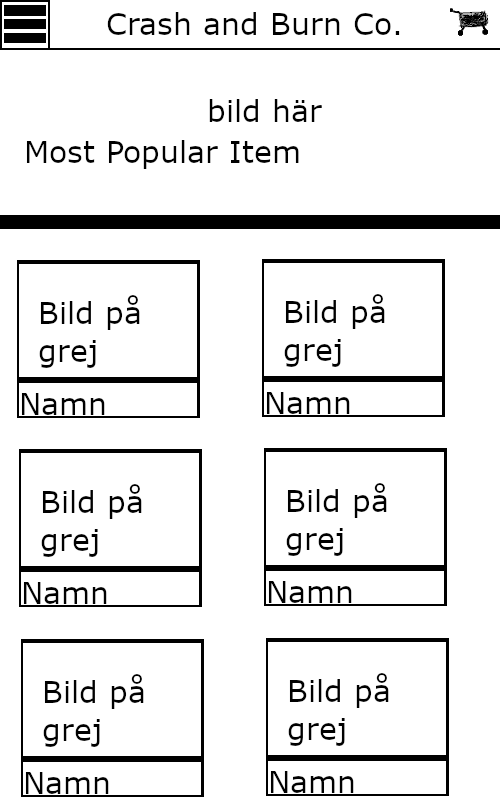 Crash and Burn Co.
bild här
Most Popular Item
Bild på
grej
Namn
Bild på
grej
Namn
Bild på
grej
Namn
Bild på
grej
Namn
Bild på
grej
Namn
Bild på
grej
Namn